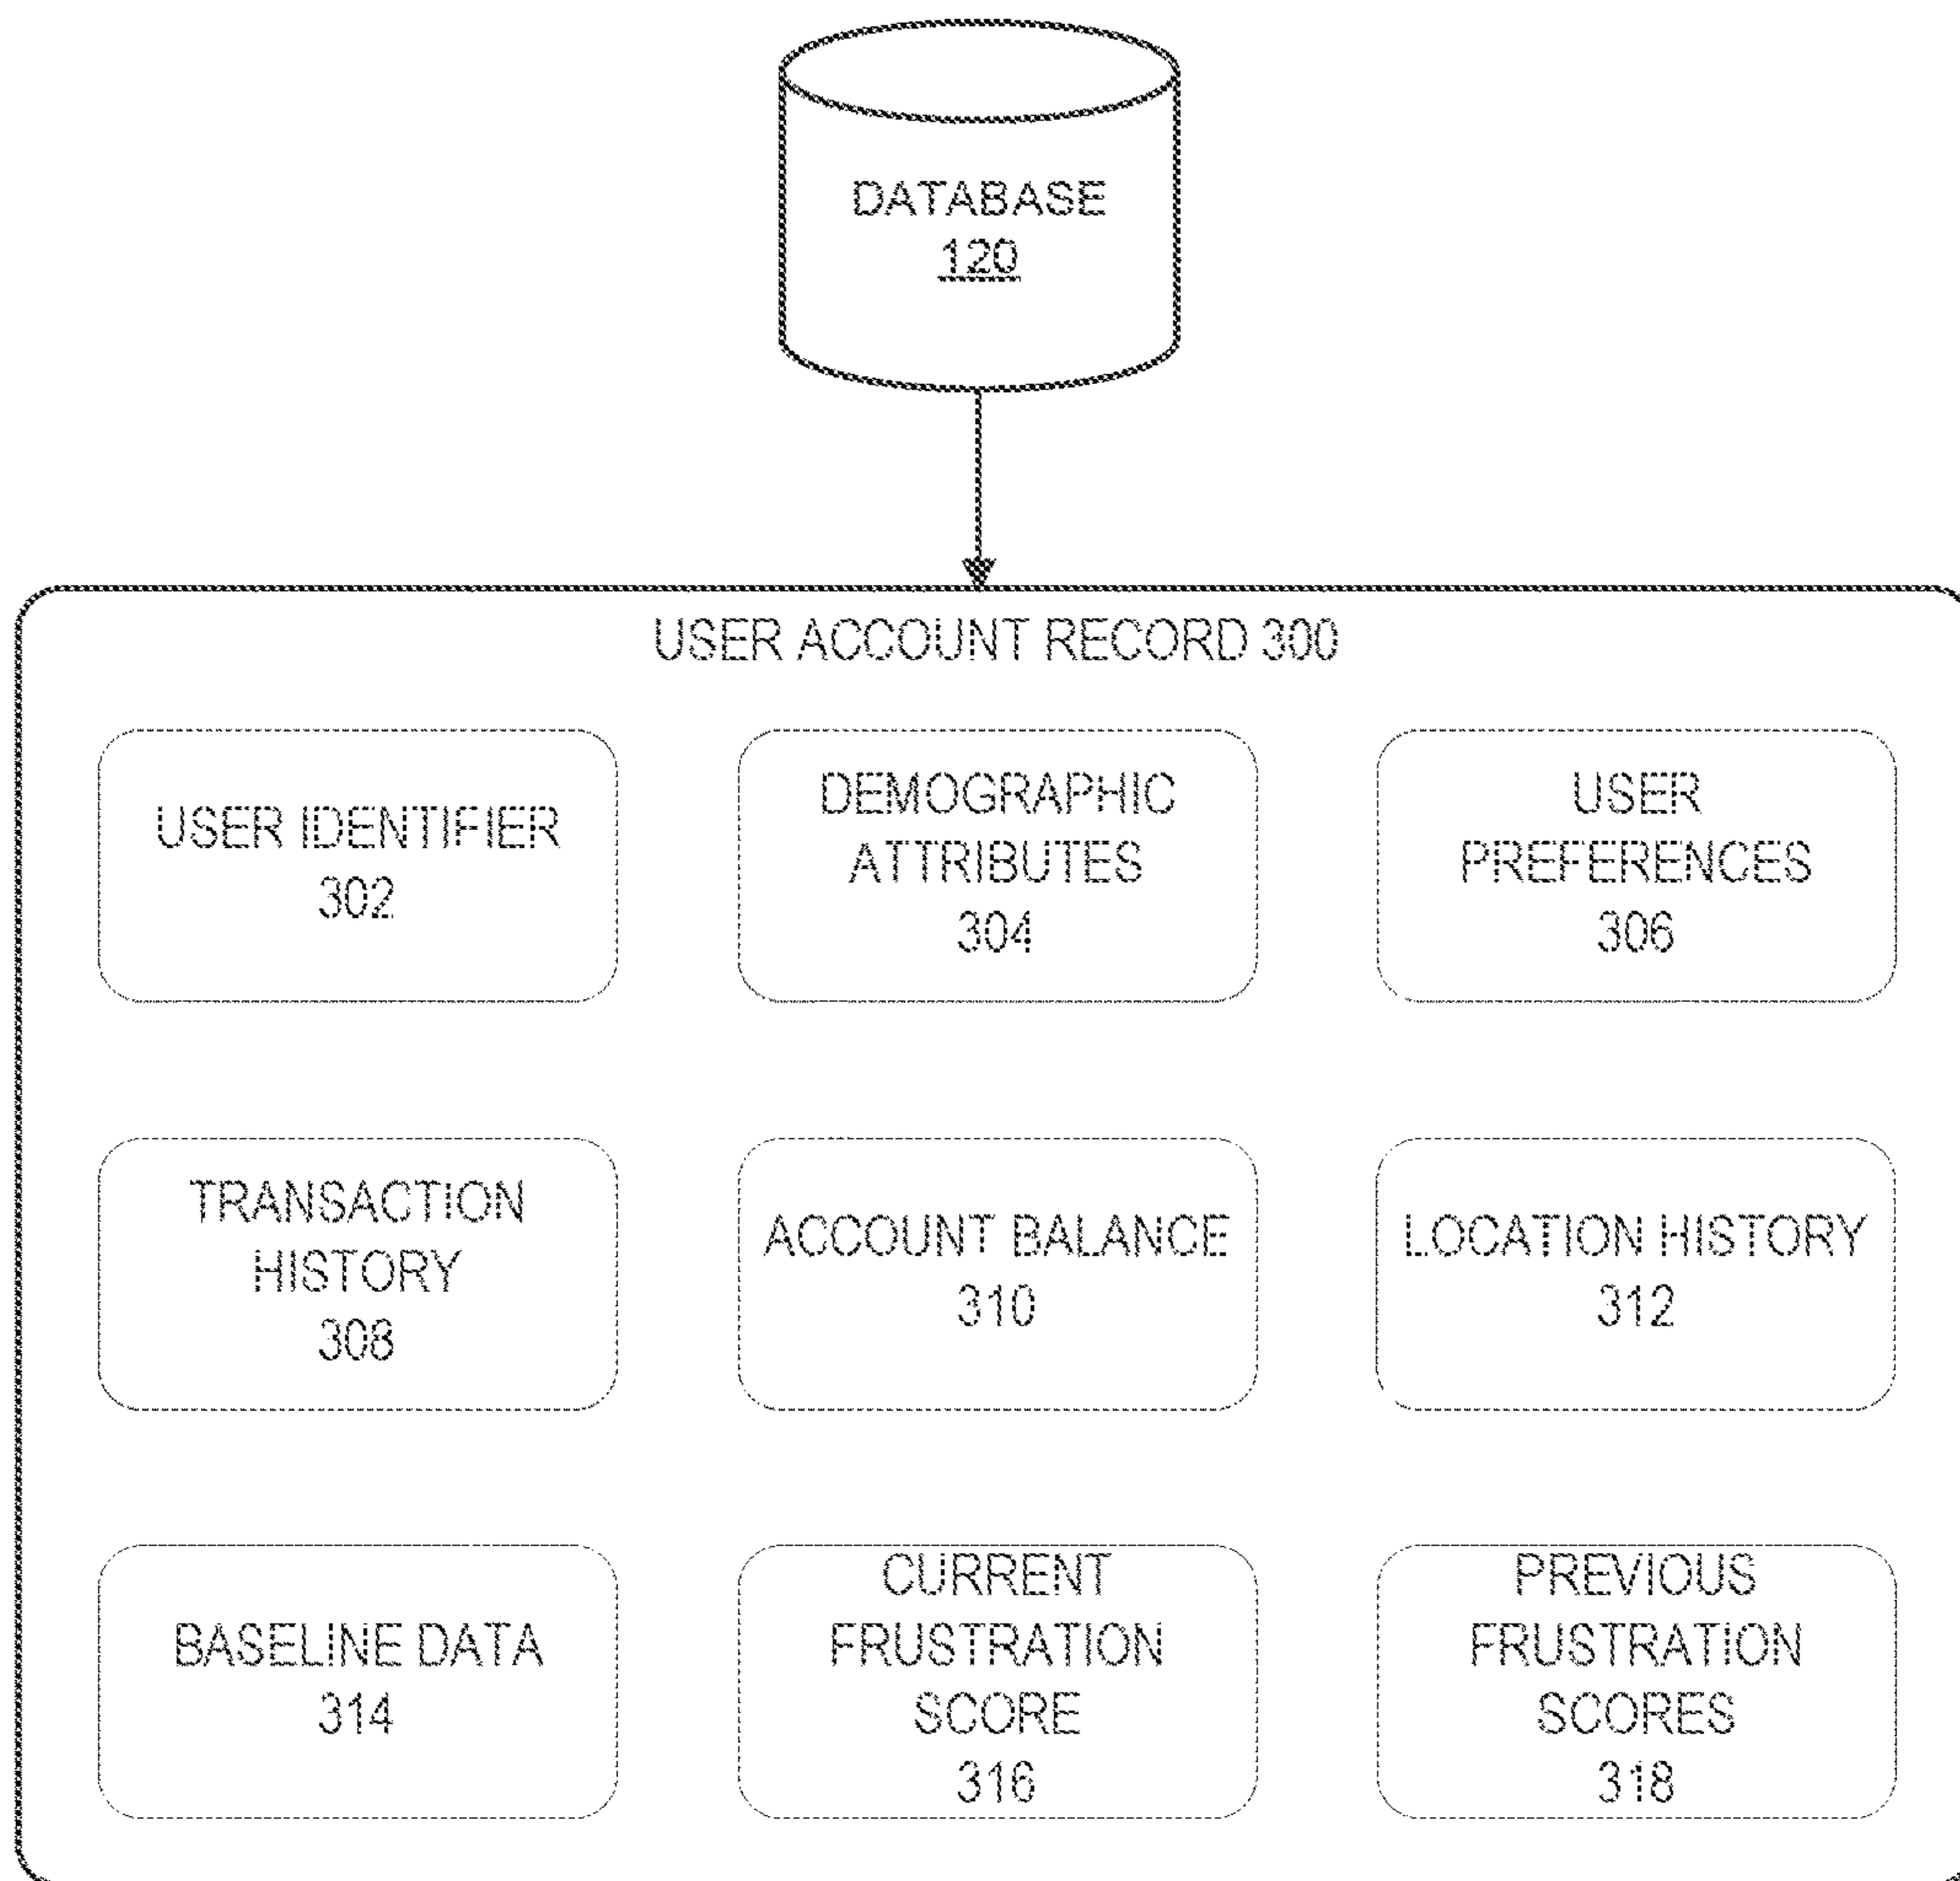 DATABASE
120
USER ACCOUNT RECORD 300
USER IDENTIFIER
302
DEMOGRAPHIC
ATTRIBUTES
304
USER
PREFERENCES
306
TRANSACTION
HISTORY
308
ACCOUNT BALANCE
310
LOCATION HISTORY
312
BASELINE DATA
314
CURRENT
FRUSTRATION
SCORE
316
PREVIOUS
FRUSTRATION
SCORES
318